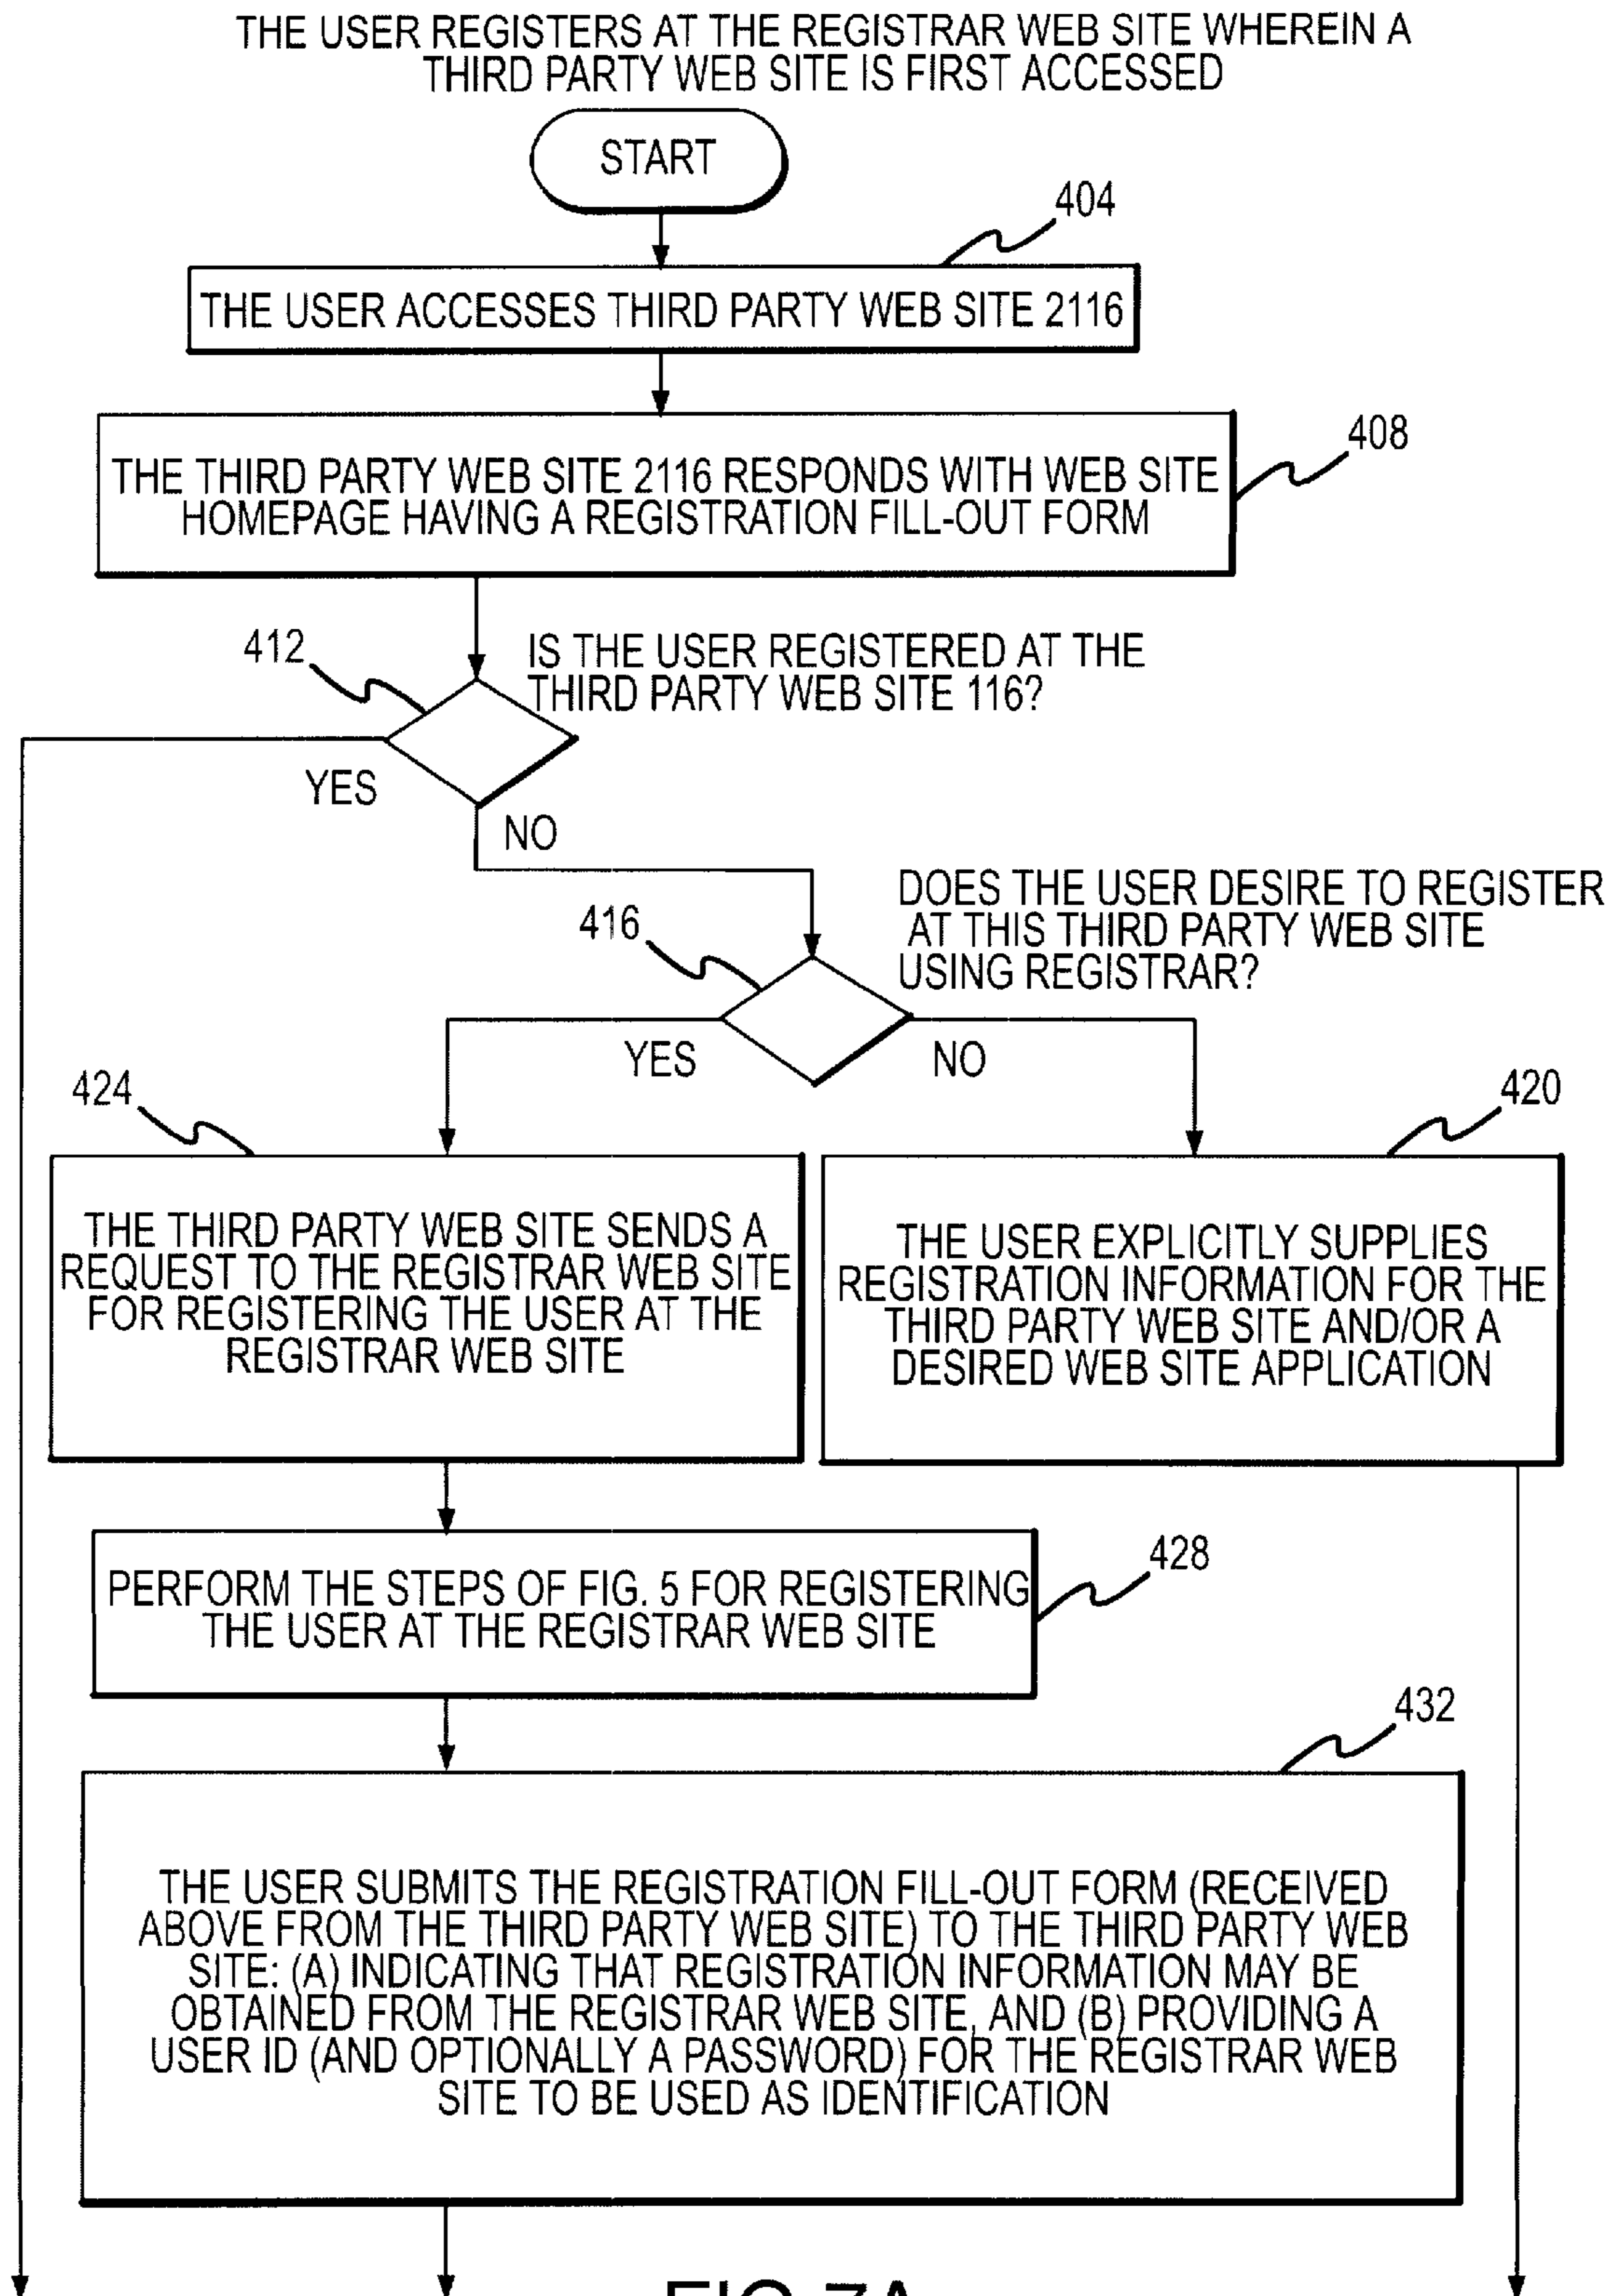 THE USER REGISTERS AT THE REGISTRAR WEB SITE WHEREIN A
THIRD PARTY WEB SITE IS FIRST ACCESSED
START
404
THE USER ACCESSES THIRD PARTY WEB SITE 2116
408
THE THIRD PARTY WEB SITE 2116 RESPONDS WITH WEB SITE
HOMEPAGE HAVING A REGISTRATION FILL-OUT FORM
412
IS THE USER REGISTERED AT THE
THIRD PARTY WEB SITE 116?
YES
NO
416
DOES THE USER DESIRE TO REGISTER
AT THIS THIRD PARTY WEB SITE
USING REGISTRAR?
YES
NO
424
420
THE THIRD PARTY WEB SITE SENDS A
REQUEST TO THE REGISTRAR WEB SITE
FOR REGISTERING THE USER AT THE
REGISTRAR WEB SITE
THE USER EXPLICITLY SUPPLIES
REGISTRATION INFORMATION FOR THE
THIRD PARTY WEB SITE AND/OR A
DESIRED WEB SITE APPLICATION
428
PERFORM THE STEPS OF FIG. 5 FOR REGISTERING
THE USER AT THE REGISTRAR WEB SITE
432
THE USER SUBMITS THE REGISTRATION FILL-OUT FORM (RECEIVED
ABOVE FROM THE THIRD PARTY WEB SITE) TO THE THIRD PARTY WEB
SITE: (A) INDICATING THAT REGISTRATION INFORMATION MAY BE
OBTAINED FROM THE REGISTRAR WEB SITE, AND (B) PROVIDING A
USER ID (AND OPTIONALLY A PASSWORD) FOR THE REGISTRAR WEB
SITE TO BE USED AS IDENTIFICATION
FIG. 7A